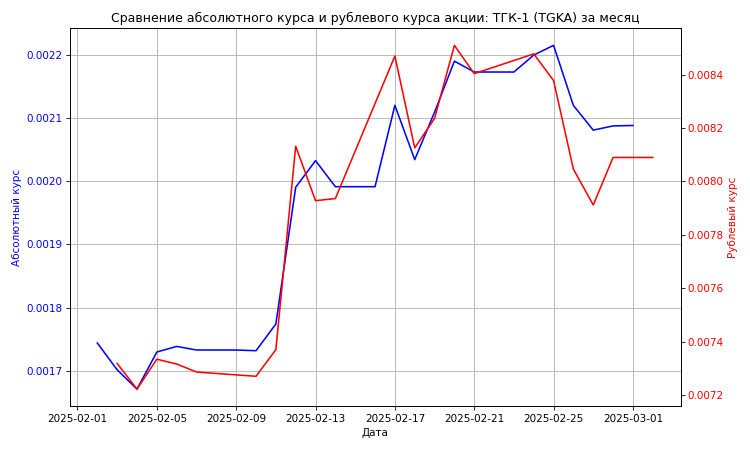 Сравнение абсолютного курса и рублевого курса акции: ТГК-1 (TGKA) за месяц
0.0022
0.0021
0.0020
0.0019
0.0018
0.0017
Абсолютный курс
0.0084
0.0082
0.0080
0.0078
0.0076
0.0074
0.0072
Рублевый курс
2025-02-01 2025-02-05 2025-02-09 2025-02-13 2025-02-17 2025-02-21 2025-02-25 2025-03-01
Дата